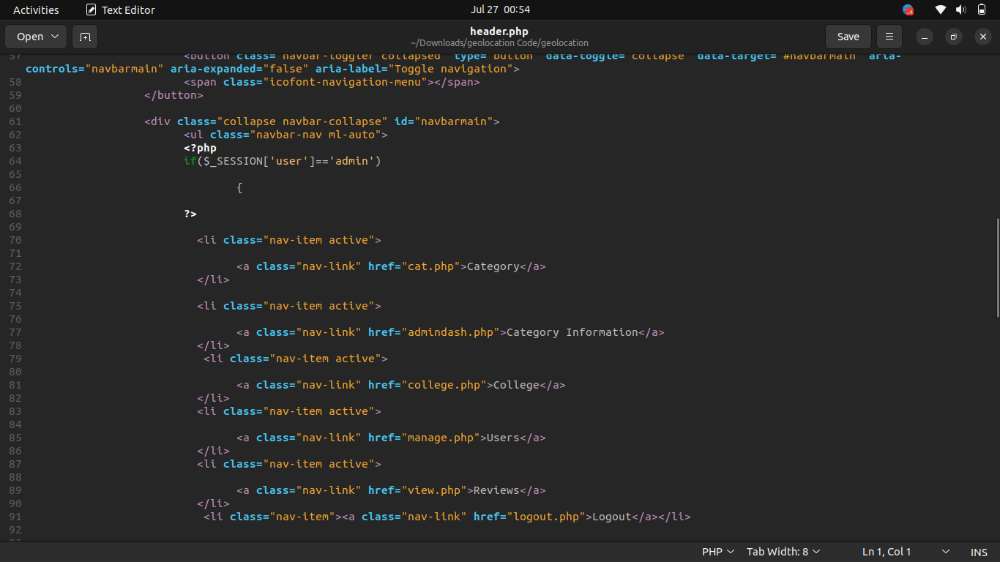 Activities Text Editor Jul 27 00:54 4
Open header.php Save
~/Downloads/geolocation Code/geolocation
57 <button class="navbar-toggler collapsed" type="button" data-toggle="collapse" data-target="#navbarmain" aria-
controls="navbarmain" aria-expanded="false" aria-label="Toggle navigation">
58 <span class="icofont-navigation-menu"></span>
59 </button>
60
61 <div class="collapse navbar-collapse" id="navbarmain">
62 <ul class="navbar-nav ml-auto">
63 <?php
64 if($_SESSION['user']=='admin')
65
66 {
67
68 ?>
69
70 <li class="nav-item active">
71
72 <a class="nav-link" href="cat.php">Category</a>
73 </li>
74
75 <li class="nav-item active">
76
77 <a class="nav-link" href="admindash.php">Category Information</a>
78 </li>
79 <li class="nav-item active">
80
81 <a class="nav-link" href="college.php">College</a>
82 </li>
83 <li class="nav-item active">
84
85 <a class="nav-link" href="manage.php">Users</a>
86 </li>
87 <li class="nav-item active">
88
89 <a class="nav-link" href="view.php">Reviews</a>
90 </li>
91 <li class="nav-item"><a class="nav-link" href="logout.php">Logout</a></li>
92
PHP Tab Width: 8 Ln 1, Col 1 INS